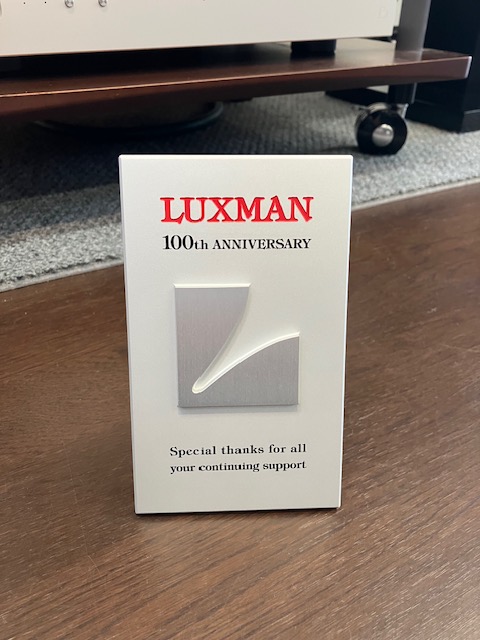 LUXMAN
100th ANNIVERSARY
Special thanks for all
your continuing support